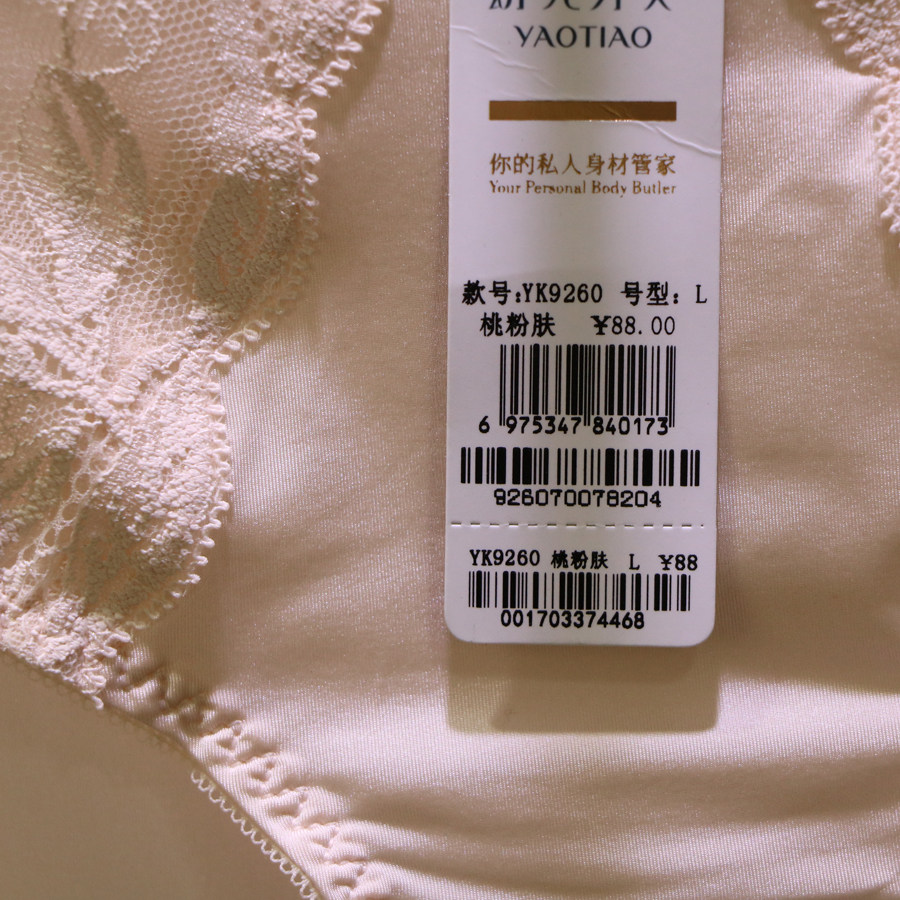 YAOTIAO
你的私人身材管家
Your Personal Body Butler
款号:YK9260 号型: L
桃粉肤 ¥88.00
6 975347 840173
926070078204
YK9260 桃粉肤 L ¥88
001703374468